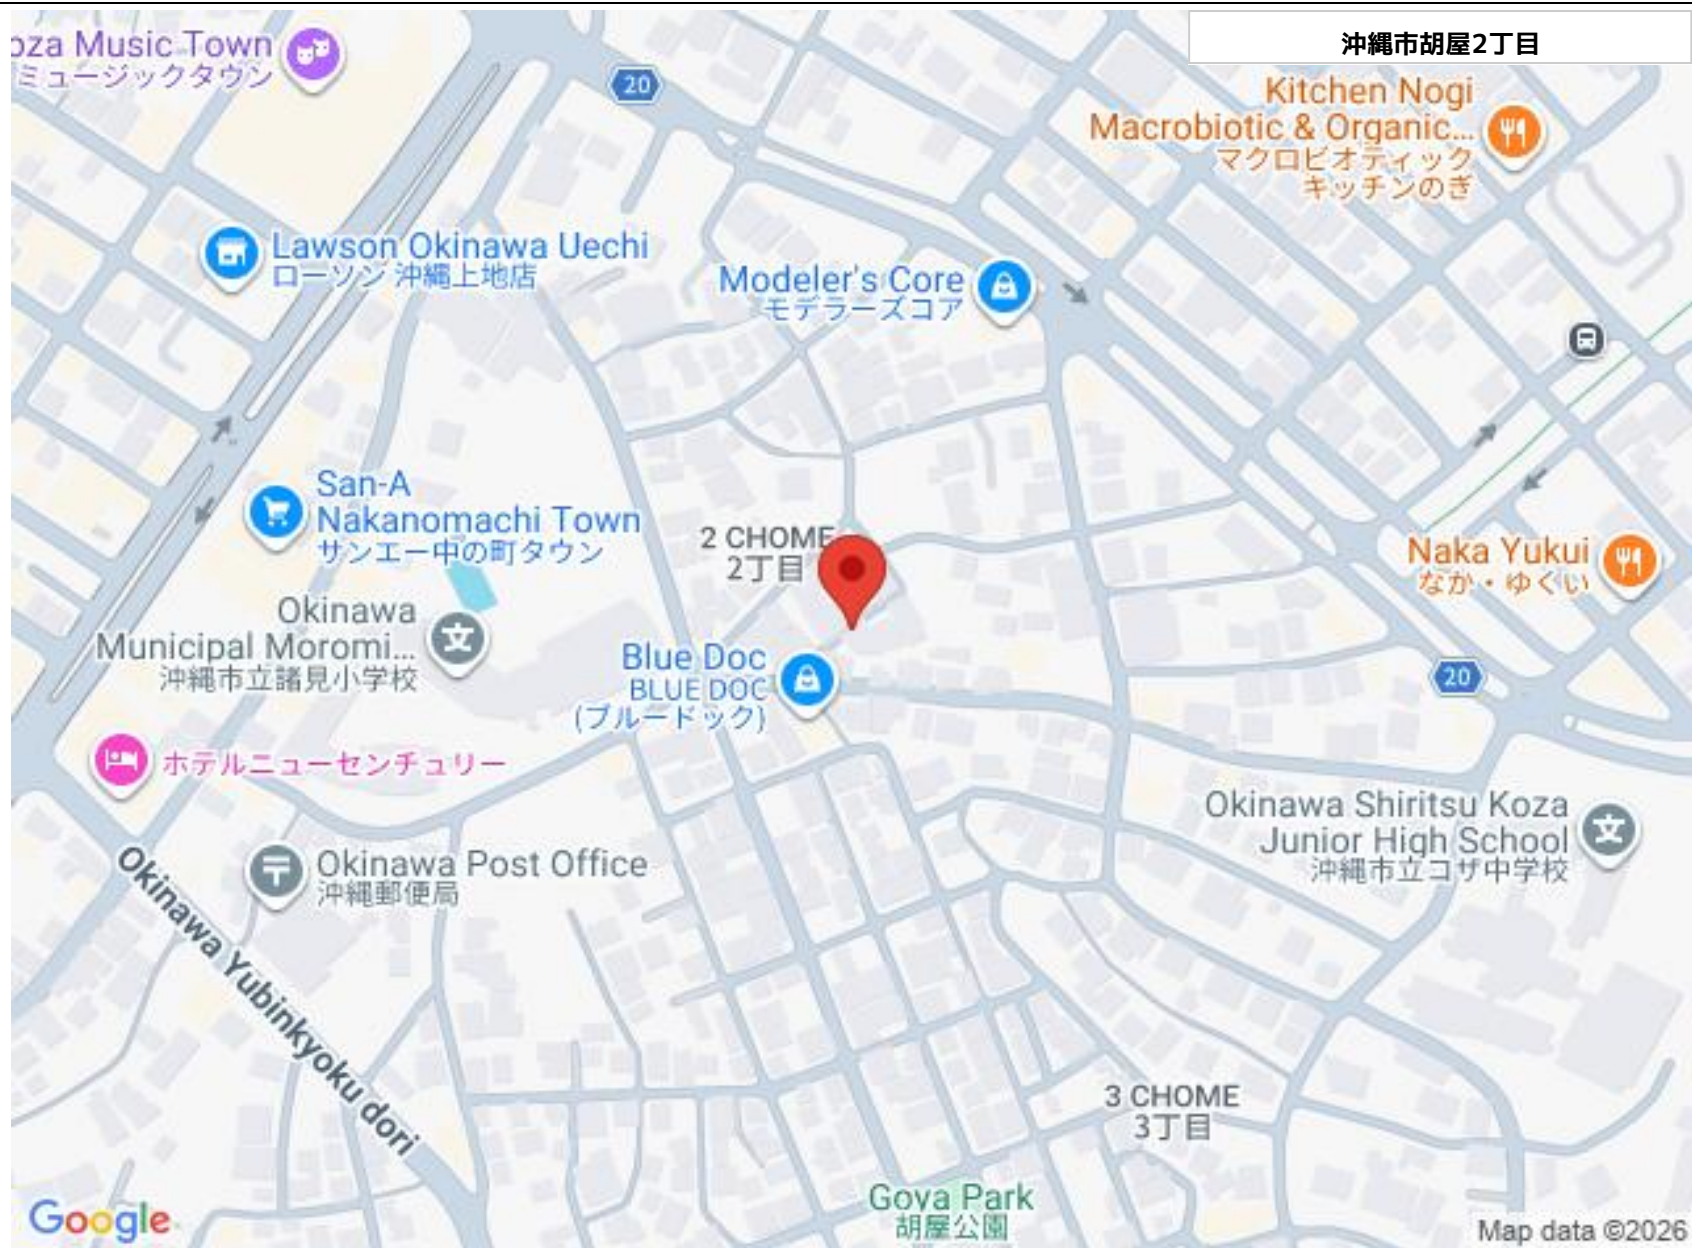 沖縄市胡屋2丁目
oza Music Town
ミュージックタウン
20
Kitchen Nogi
Macrobiotic & Organic...
マクロビオティック
キッチンのぎ
Lawson Okinawa Uechi
ローソン 沖縄上地店
Modeler's Core
モデラーズコア
San-A
Nakanomachi Town
サンエー中の町タウン
2 CHOME
2丁目
Naka Yukui
なか・ゆくい
Okinawa
Municipal Moromi...
沖縄市立諸見小学校
Blue Doc
BLUE DOC
(ブルードック)
20
ホテルニューセンチュリー
Okinawa Shiritsu Koza
Junior High School
沖縄市立コザ中学校
Okinawa Post Office
沖縄郵便局
Okinawa Yubinkyoku dori
3 CHOME
3丁目
Goya Park
胡屋公園
Google
Map data ©2026